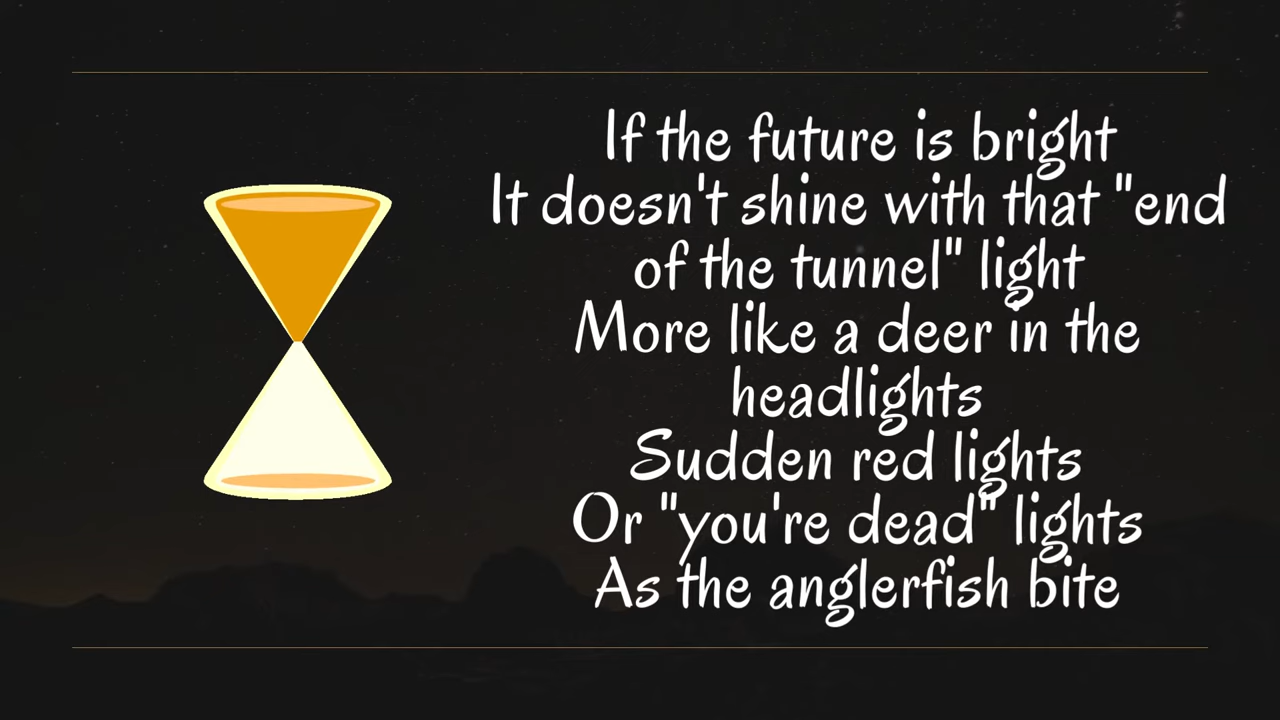 If the future is bright
It doesn't shine with that "end
of the tunnel" light
More like a deer in the
headlights
Sudden red lights
Or "you're dead" lights
As the anglerfish bite